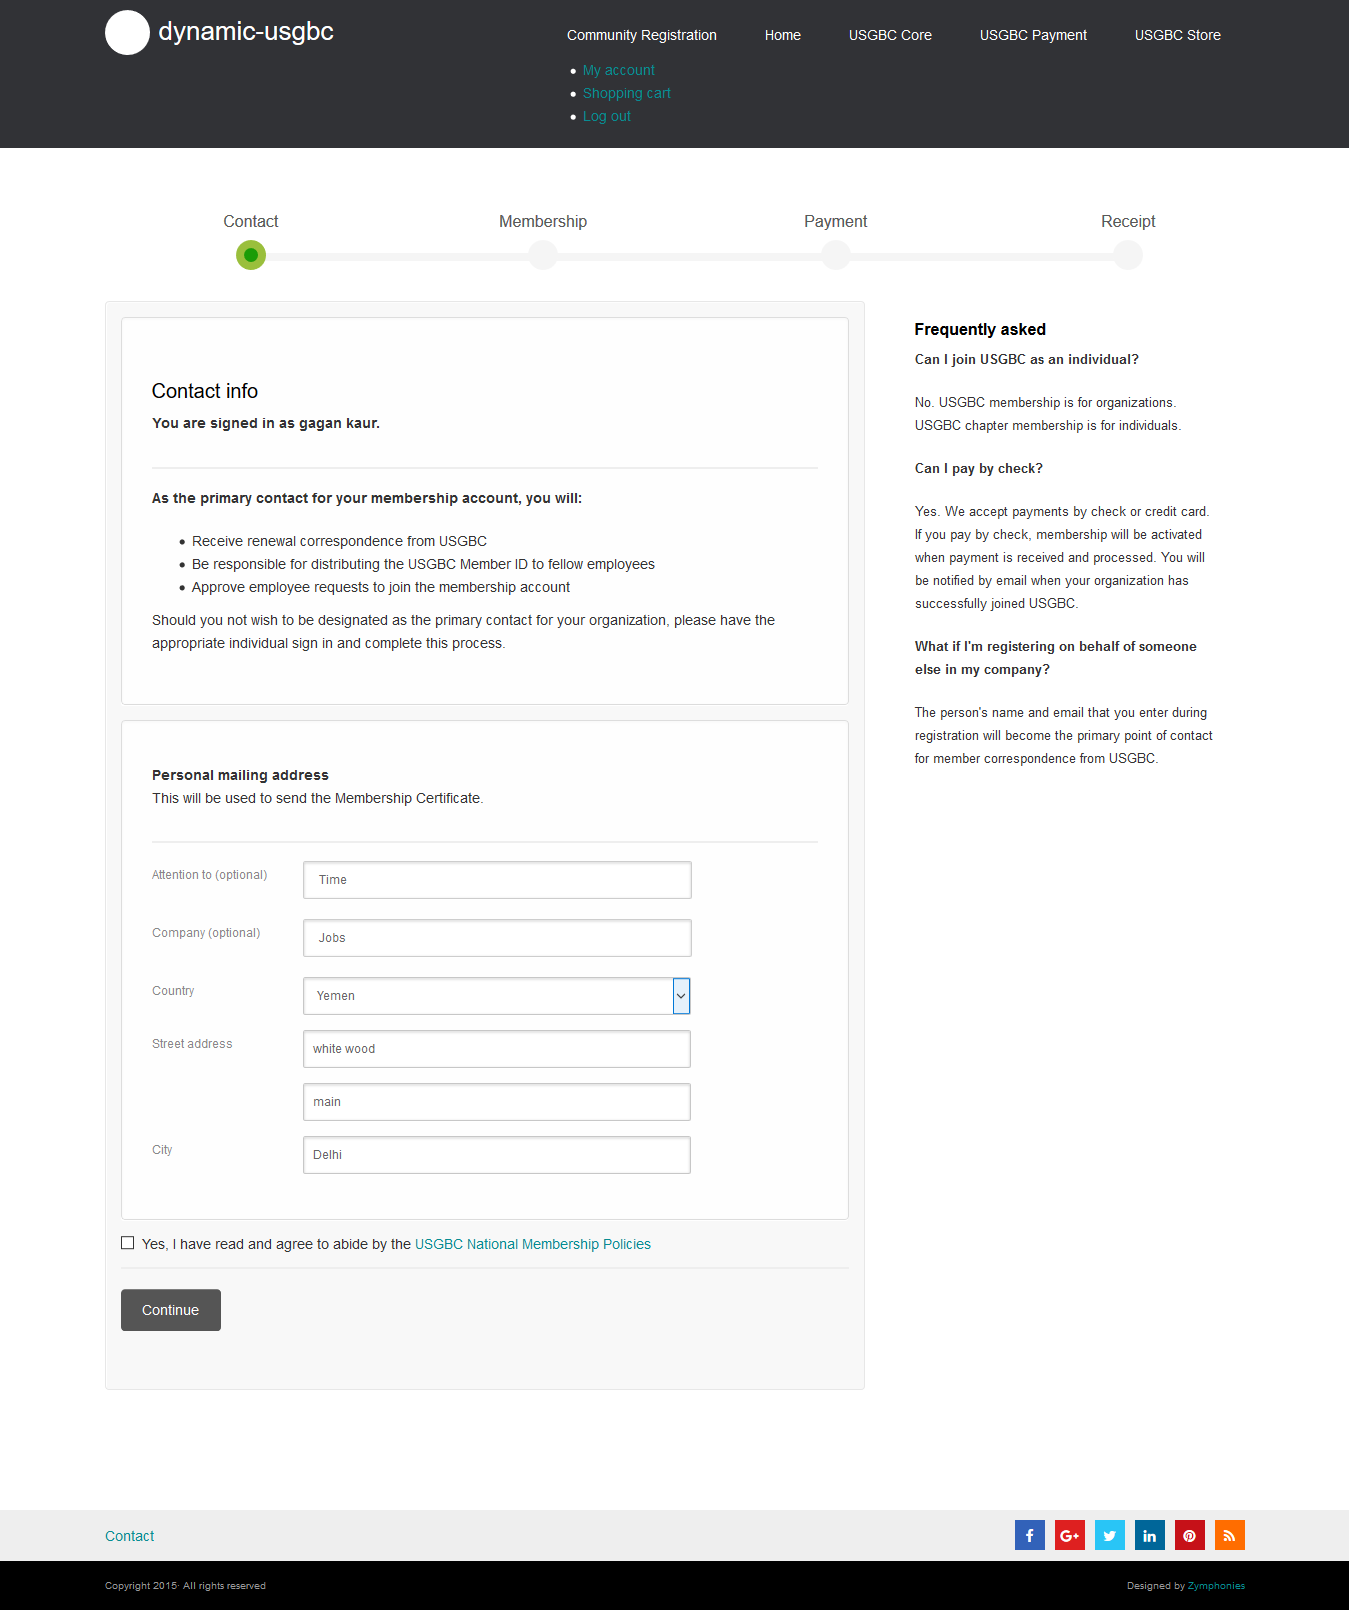 dynamic-usgbc
Community Registration
Home
USGBC Core
USGBC Payment
USGBC Store
My account
Shopping cart
Log out
Contact
Membership
Payment
Receipt
Contact info
You are signed in as gagan kaur.
As the primary contact for your membership account, you will:
Receive renewal correspondence from USGBC
Be responsible for distributing the USGBC Member ID to fellow employees
Approve employee requests to join the membership account
Should you not wish to be designated as the primary contact for your organization, please have the
appropriate individual sign in and complete this process.
Personal mailing address
This will be used to send the Membership Certificate.
Attention to (optional)
Time
Company (optional)
Jobs
Country
Yemen
Street address
white wood
main
City
Delhi
Yes, I have read and agree to abide by the USGBC National Membership Policies
Continue
Frequently asked
Can I join USGBC as an individual?
No. USGBC membership is for organizations.
USGBC chapter membership is for individuals.
Can I pay by check?
Yes. We accept payments by check or credit card.
If you pay by check, membership will be activated
when payment is received and processed. You will
be notified by email when your organization has
successfully joined USGBC.
What if I'm registering on behalf of someone
else in my company?
The person's name and email that you enter during
registration will become the primary point of contact
for member correspondence from USGBC.
Contact
Copyright 2015· All rights reserved
Designed by Zymphonies